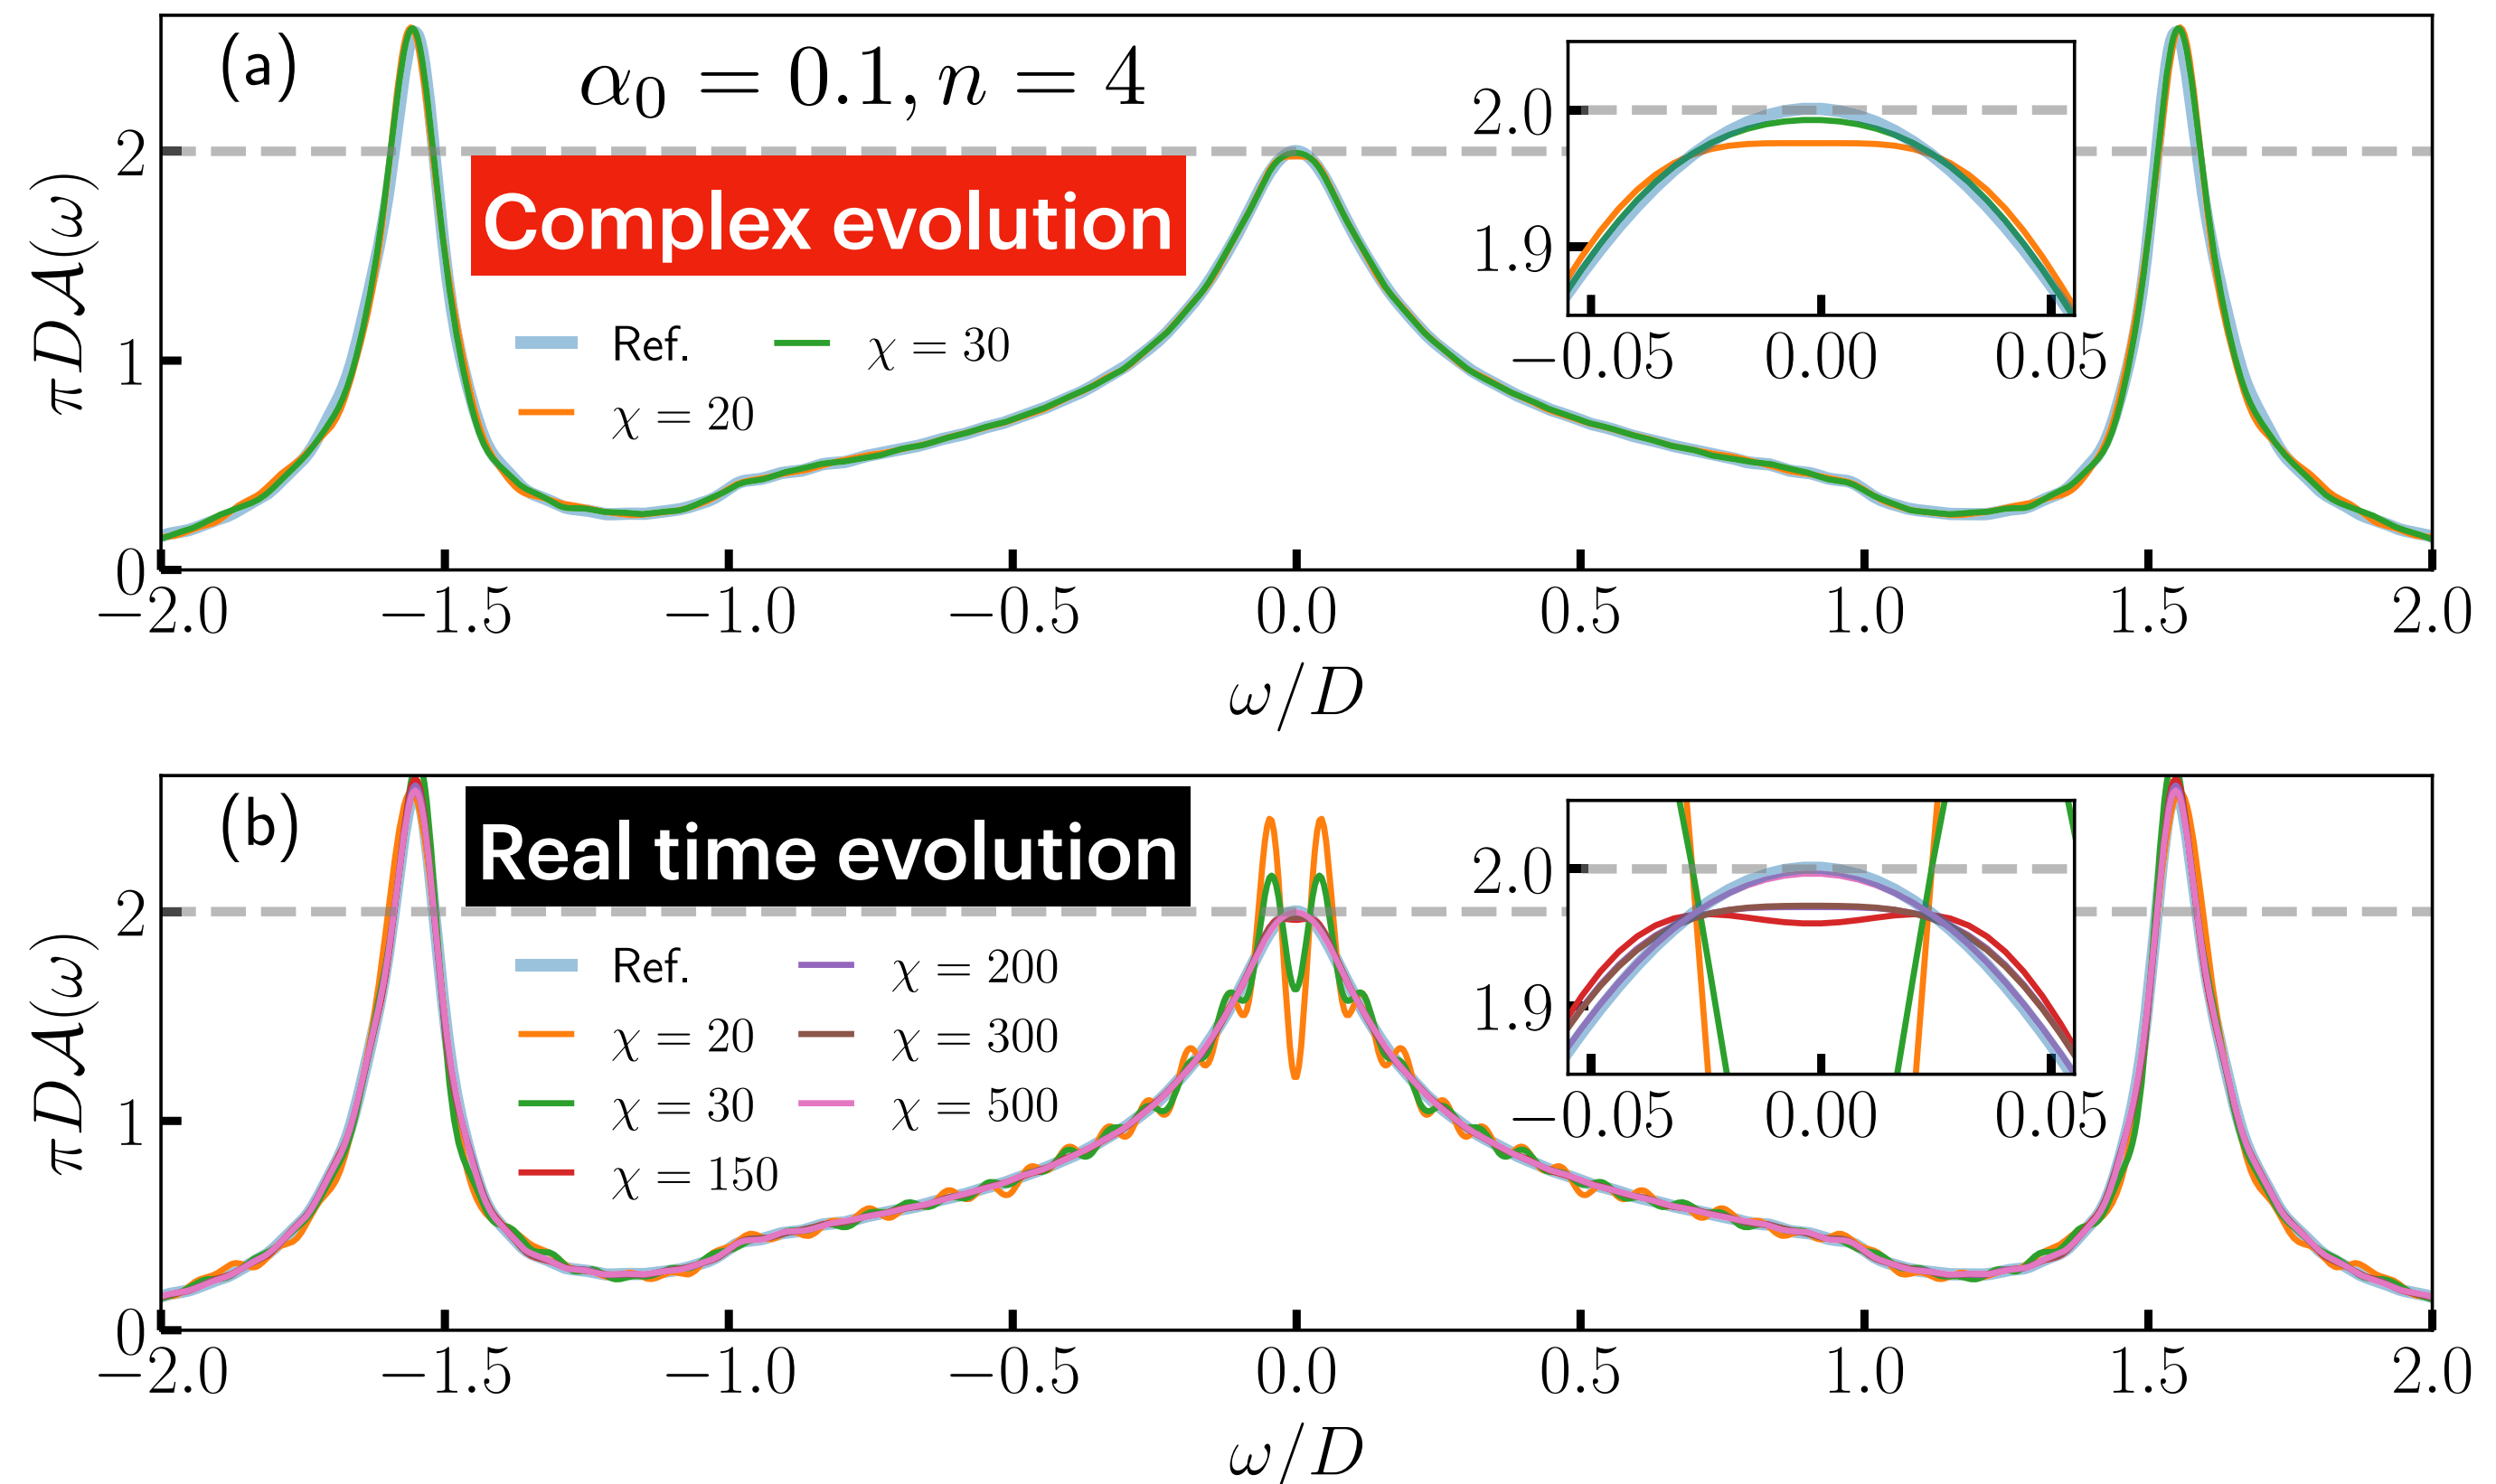 (a)
α₀ = 0.1, n = 4
Complex evolution
Ref.
χ = 30
χ = 20
πDA(ω)
2
1
0
2.0
1.9
−0.05 0.00 0.05
−2.0 −1.5 −1.0 −0.5 0.0 0.5 1.0 1.5 2.0
ω/D
(b)
Real time evolution
Ref.
χ = 20
χ = 30
χ = 150
χ = 200
χ = 300
χ = 500
πDA(ω)
2
1
0
2.0
1.9
−0.05 0.00 0.05
−2.0 −1.5 −1.0 −0.5 0.0 0.5 1.0 1.5 2.0
ω/D